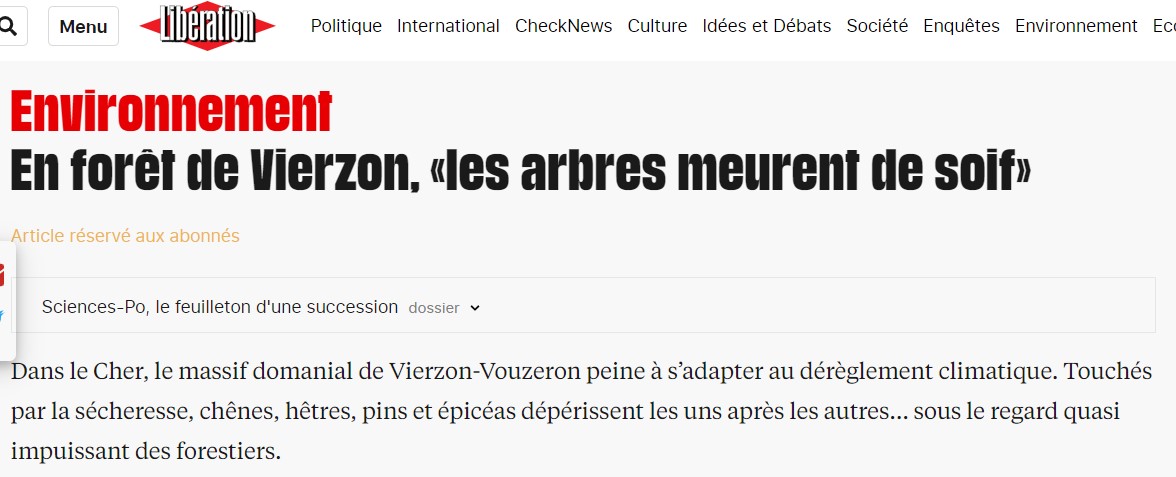 Menu
Libération
Politique International CheckNews Culture Idées et Débats Société Enquêtes Environnement
Environnement
En forêt de Vierzon, «les arbres meurent de soif»
Article réservé aux abonnés
Sciences-Po, le feuilleton d'une succession dossier
Dans le Cher, le massif domanial de Vierzon-Vouzeron peine à s’adapter au dérèglement climatique. Touchés
par la sécheresse, chênes, hêtres, pins et épicéas dépérissent les uns après les autres… sous le regard quasi
impuissant des forestiers.